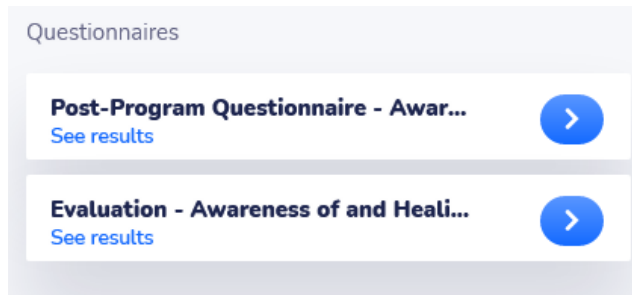 Questionnaires
Post-Program Questionnaire - Awar...
See results
Evaluation - Awareness of and Heali...
See results